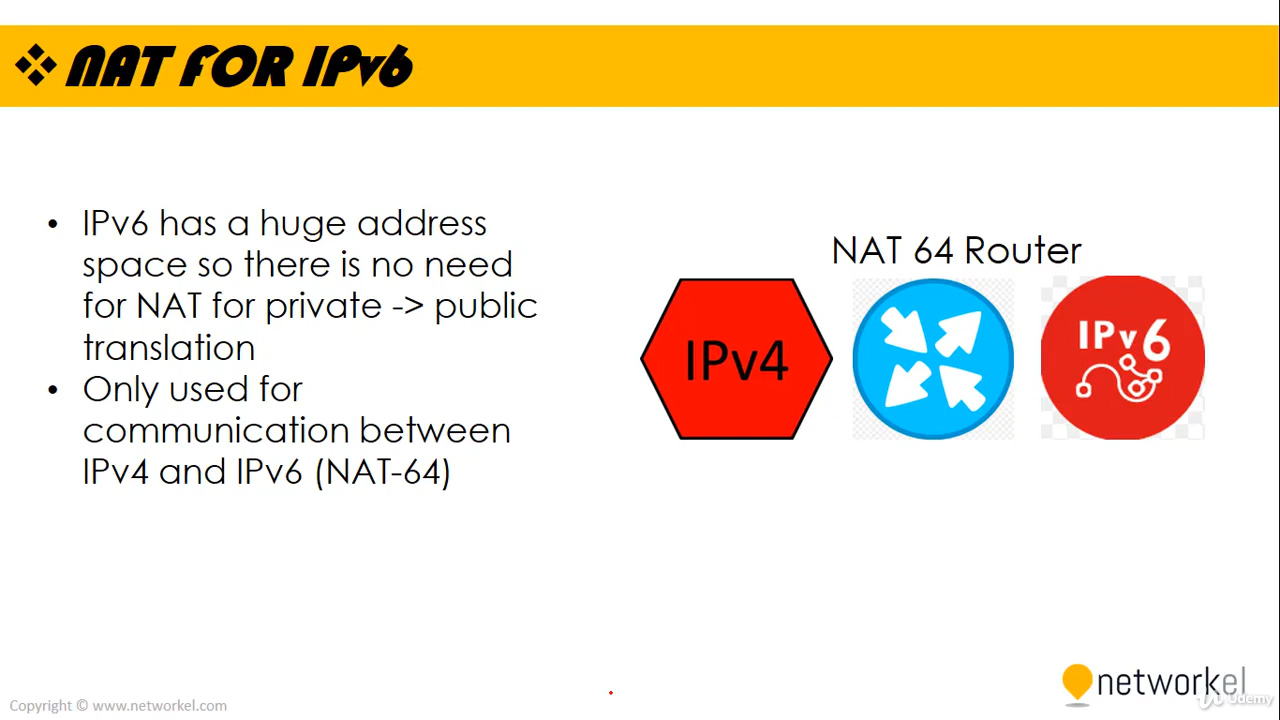 NAT FOR IPv6
• IPv6 has a huge address
space so there is no need
for NAT for private -> public
translation
• Only used for
communication between
IPv4 and IPv6 (NAT-64)
NAT 64 Router
IPv4
IPv6
networkel
Udemy
Copyright © www.networkel.com